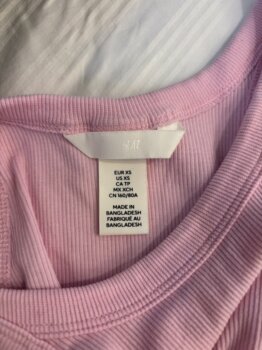 EUR XS
US XS
CA TP
MX XCH
CN 160/80A
MADE IN
BANGLADESH
FABRIQUÉ AU
BANGLADESH